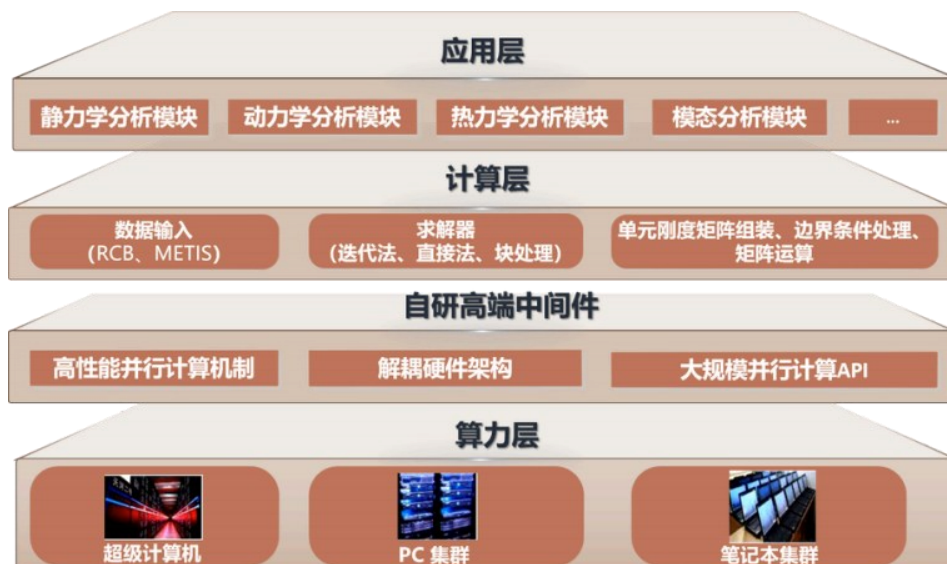 应用层
静力学分析模块
动力学分析模块
热力学分析模块
模态分析模块
...
计算层
数据输入
(RCB、METIS)
求解器
(迭代法、直接法、块处理)
单元刚度矩阵组装、边界条件处理、
矩阵运算
自研高端中间件
高性能并行计算机制
解耦硬件架构
大规模并行计算API
算力层
超级计算机
PC 集群
笔记本集群